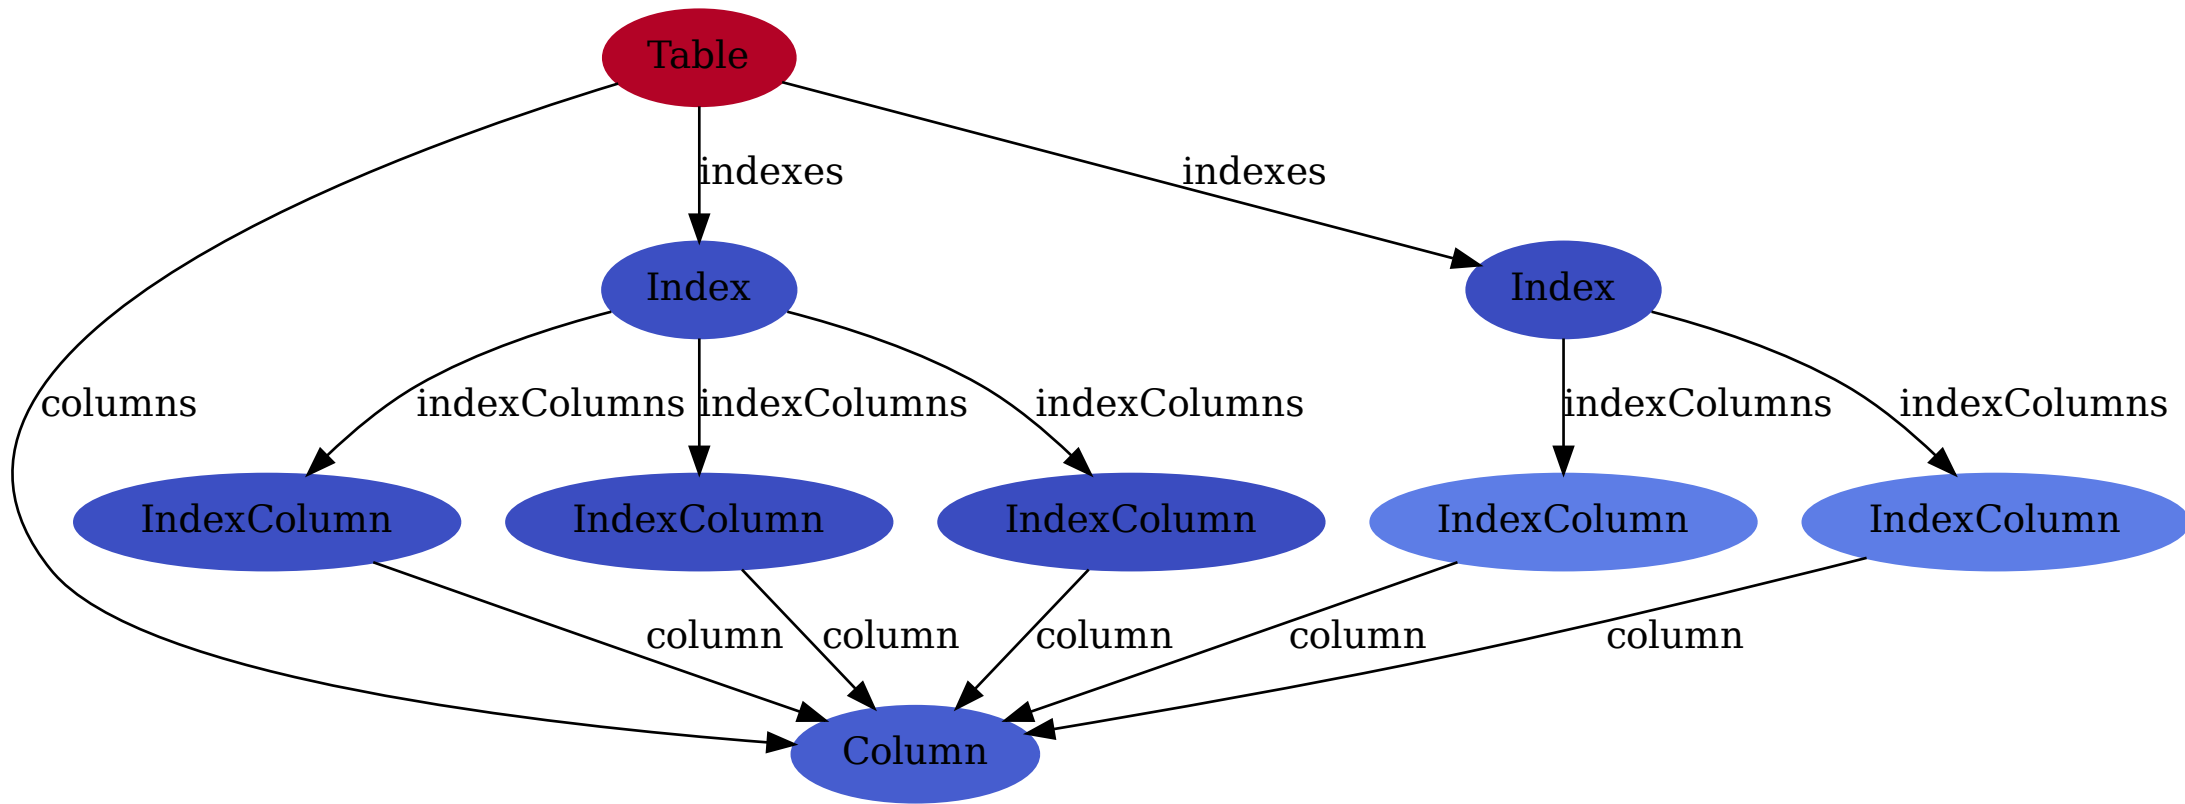 Table
indexes
indexes
Index
Index
columns
indexColumns
indexColumns
indexColumns
indexColumns
indexColumns
IndexColumn
IndexColumn
IndexColumn
IndexColumn
IndexColumn
column
column
column
column
column
Column